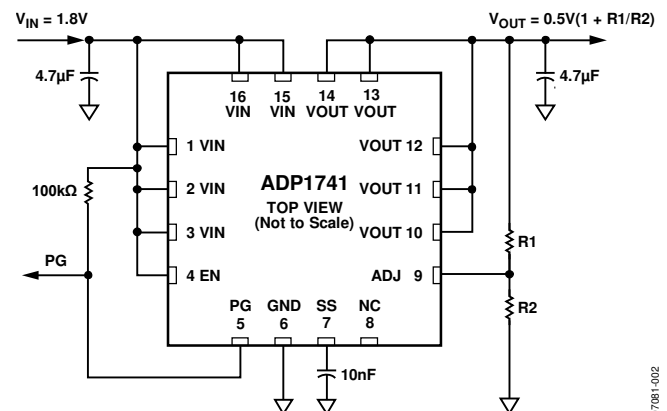 VIN = 1.8V
VOUT = 0.5V(1 + R1/R2)
4.7µF
4.7µF
16
VIN
15
VIN
14
VOUT
13
VOUT
1 VIN
VOUT 12
100kΩ
2 VIN
ADP1741
TOP VIEW
(Not to Scale)
VOUT 11
3 VIN
VOUT 10
R1
PG
4 EN
ADJ 9
R2
PG
5
GND
6
SS
7
NC
8
10nF
7081-002